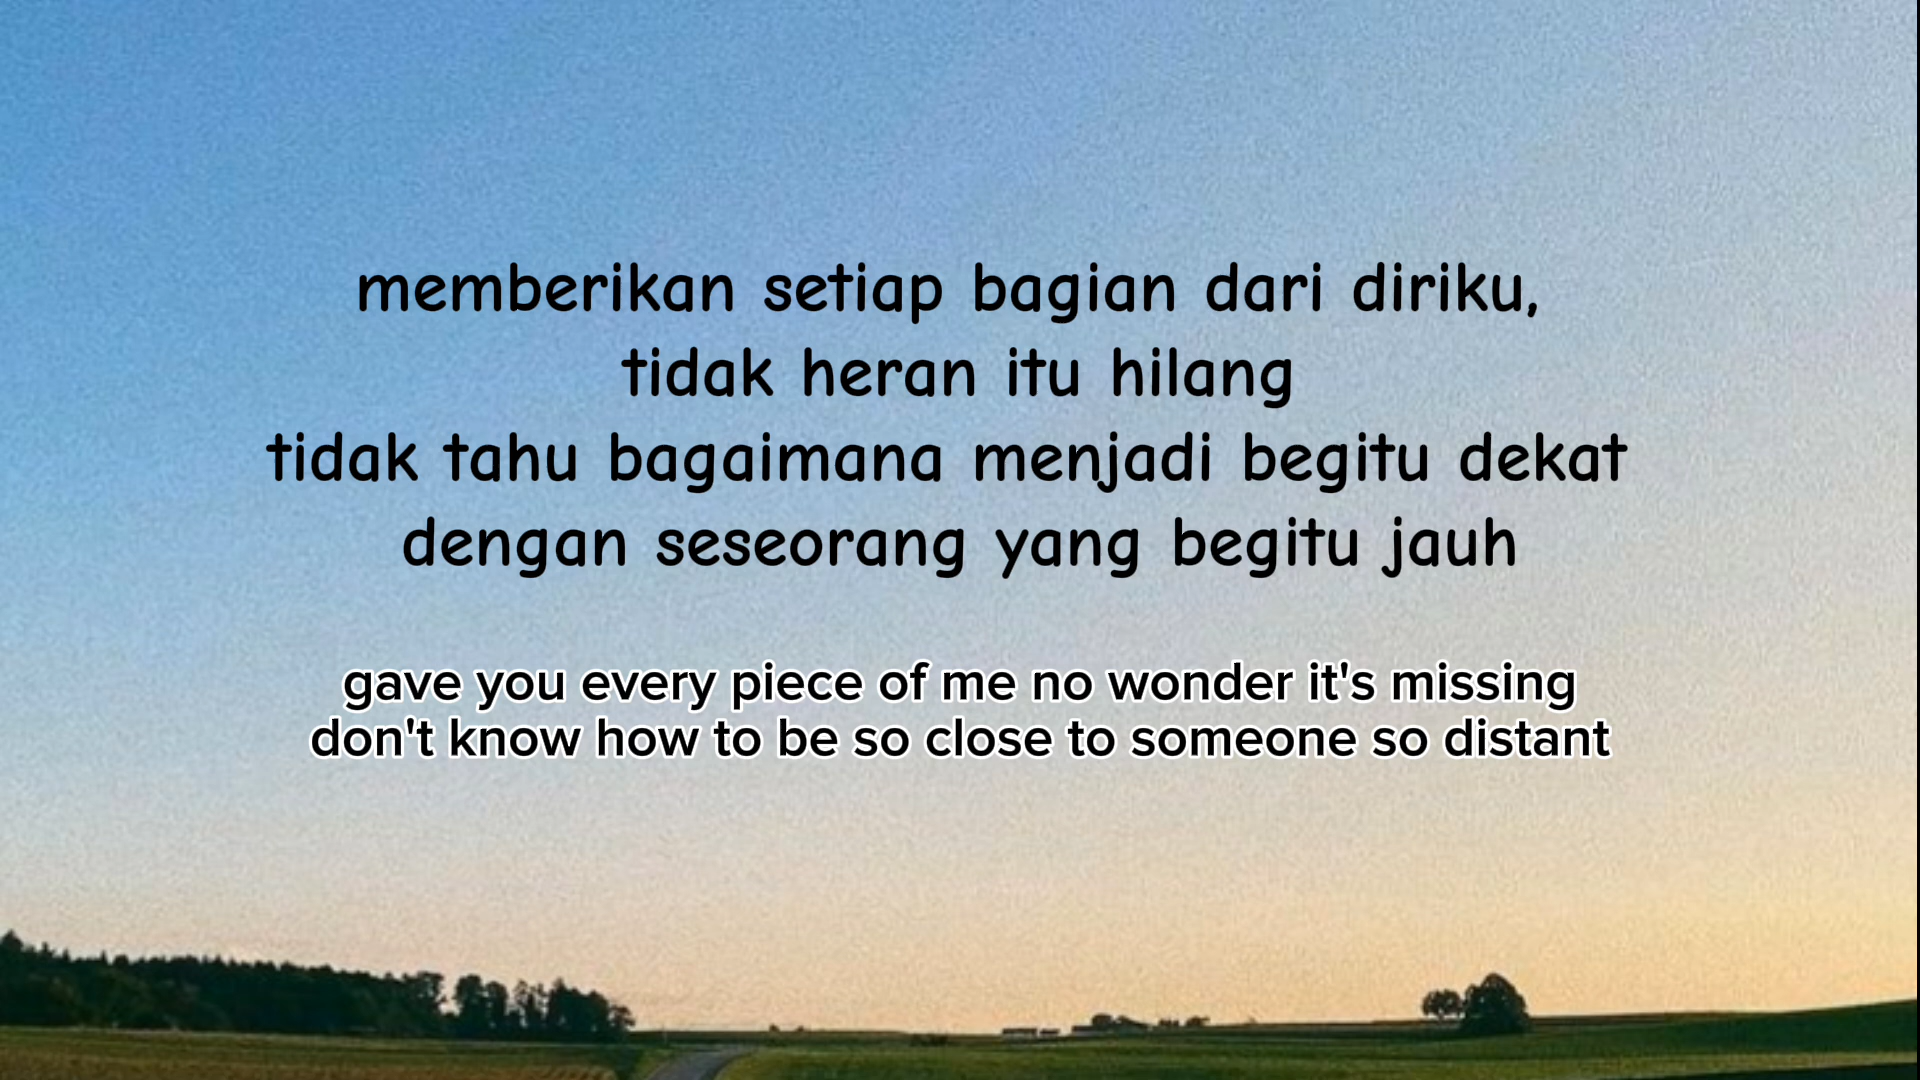 memberikan setiap bagian dari diriku,
tidak heran itu hilang
tidak tahu bagaimana menjadi begitu dekat
dengan seseorang yang begitu jauh
gave you every piece of me no wonder it's missing
don't know how to be so close to someone so distant